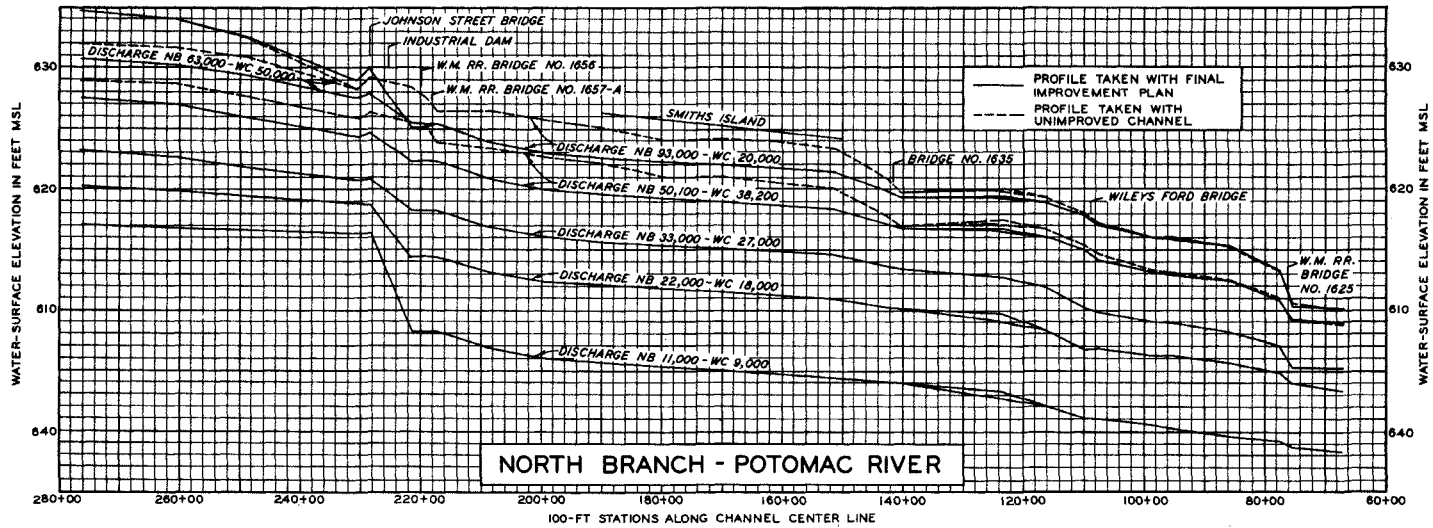 JOHNSON STREET BRIDGE
INDUSTRIAL DAM
DISCHARGE NB 63,000 - WC 50,000
W.M. RR. BRIDGE NO. 1656
W.M. RR. BRIDGE NO. 1657-A
SMITHS ISLAND
PROFILE TAKEN WITH FINAL
IMPROVEMENT PLAN
PROFILE TAKEN WITH
UNIMPROVED CHANNEL
DISCHARGE NB 93,000 - WC 20,000
BRIDGE NO. 1635
DISCHARGE NB 50,100 - WC 38,200
WILEYS FORD BRIDGE
DISCHARGE NB 33,000 - WC 27,000
W.M. RR.
BRIDGE
NO. 1625
DISCHARGE NB 22,000 - WC 18,000
DISCHARGE NB 11,000 - WC 9,000
WATER-SURFACE ELEVATION IN FEET MSL
630
620
610
640
WATER-SURFACE ELEVATION IN FEET MSL
630
620
610
640
NORTH BRANCH - POTOMAC RIVER
280+00 260+00 240+00 220+00 200+00 180+00 160+00 140+00 120+00 100+00 80+00 60+00
100-FT STATIONS ALONG CHANNEL CENTER LINE